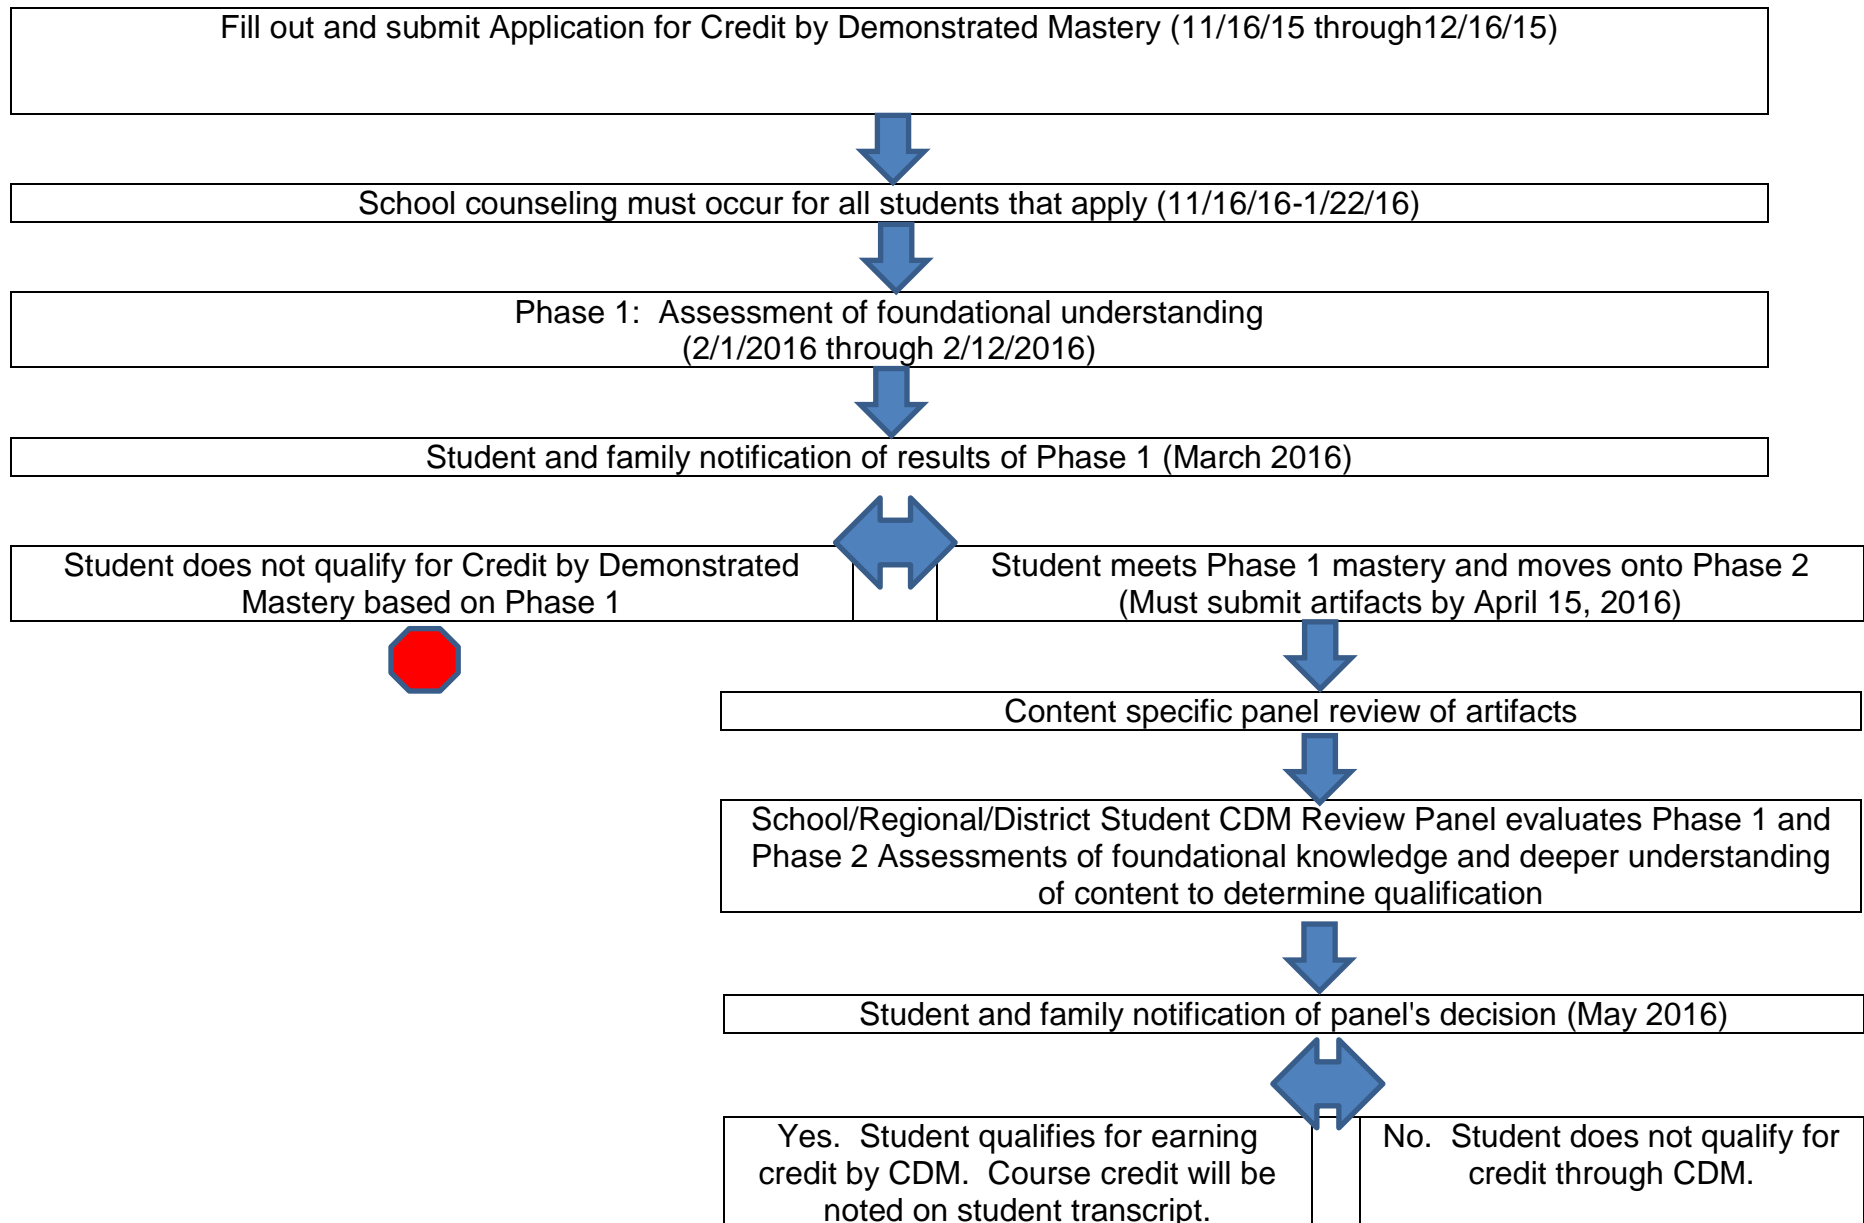 Fill out and submit Application for Credit by Demonstrated Mastery (11/16/15 through12/16/15)
School counseling must occur for all students that apply (11/16/16-1/22/16)
Phase 1:  Assessment of foundational understanding
(2/1/2016 through 2/12/2016)
Student and family notification of results of Phase 1 (March 2016)
Student does not qualify for Credit by Demonstrated
Mastery based on Phase 1
Student meets Phase 1 mastery and moves onto Phase 2
(Must submit artifacts by April 15, 2016)
Content specific panel review of artifacts
School/Regional/District Student CDM Review Panel evaluates Phase 1 and
Phase 2 Assessments of foundational knowledge and deeper understanding
of content to determine qualification
Student and family notification of panel's decision (May 2016)
Yes.  Student qualifies for earning
credit by CDM.  Course credit will be
noted on student transcript.
No.  Student does not qualify for
credit through CDM.